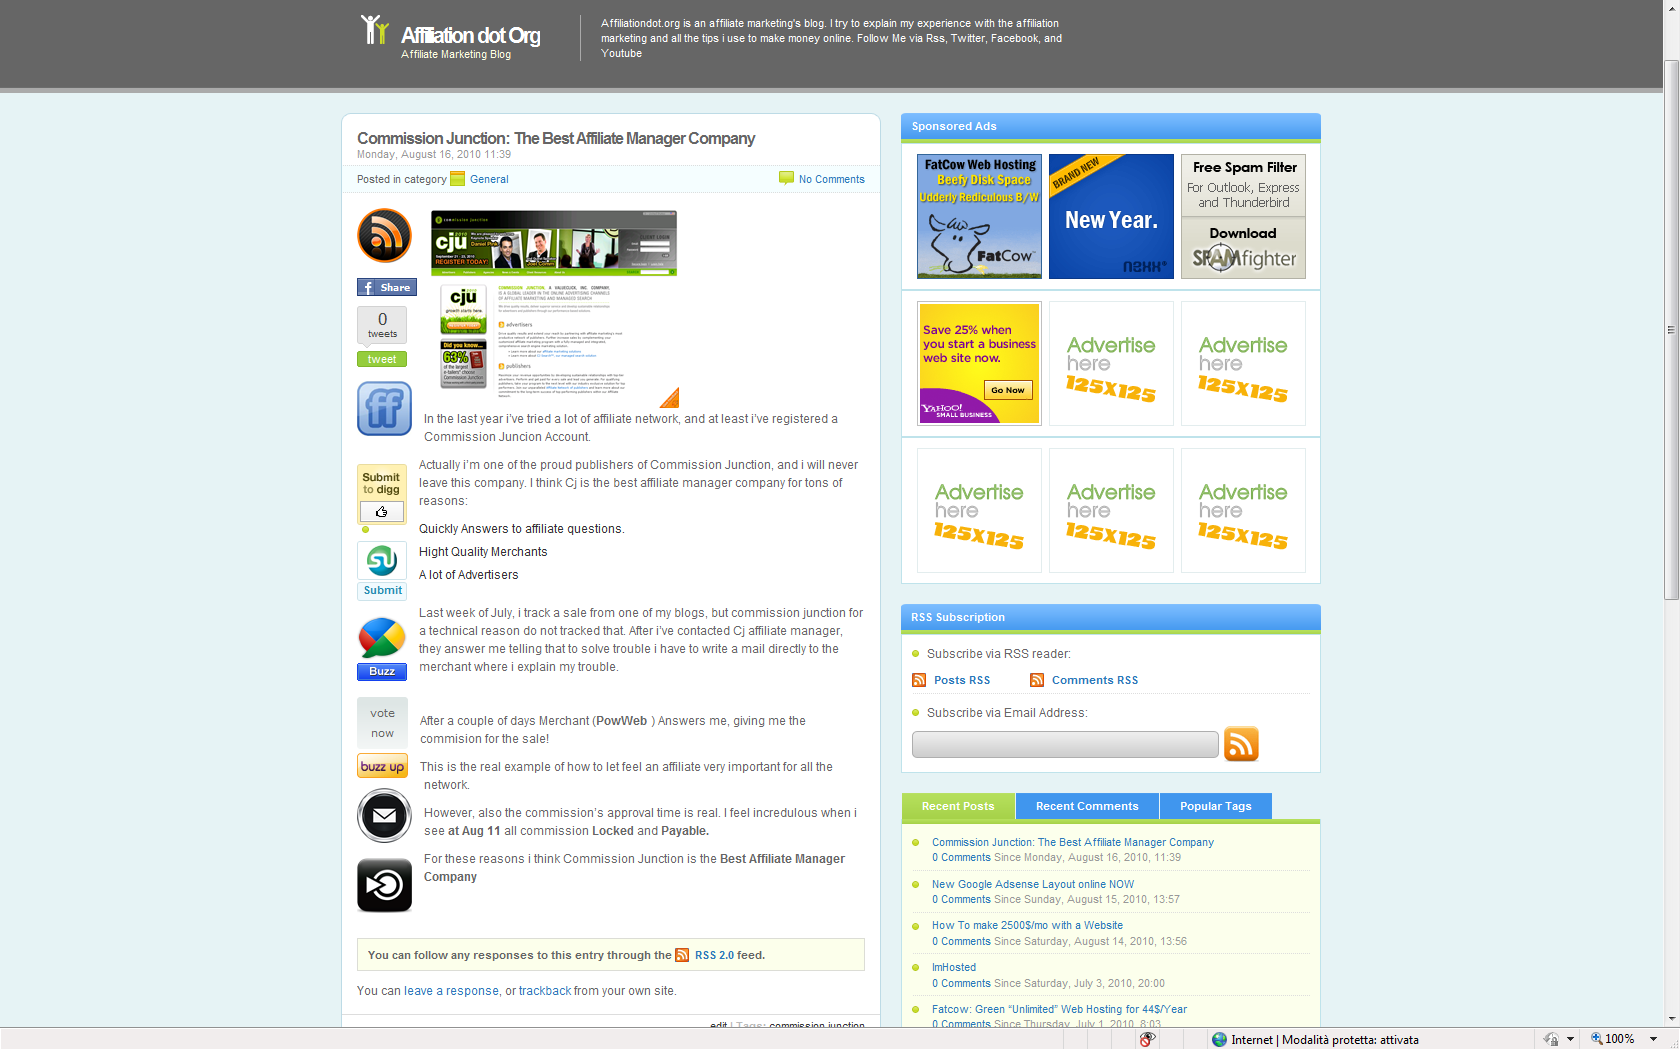 Affiliation dot Org
Affiliate Marketing Blog
Affiliationdot.org is an affiliate marketing's blog. I try to explain my experience with the affiliation
marketing and all the tips i use to make money online. Follow Me via Rss, Twitter, Facebook, and
Youtube
Commission Junction: The Best Affiliate Manager Company
Monday, August 16, 2010 11:39
Posted in category General
No Comments
Share
0
tweets
tweet
Submit
to digg
Submit
Buzz
vote
now
buzz up
commission junction
cju 2010
Daniel Pink
REGISTER TODAY!
cju
growth starts here.
Did you know...
63%
advertisers
publishers
In the last year i've tried a lot of affiliate network, and at least i've registered a
Commission Juncion Account.
Actually i'm one of the proud publishers of Commission Junction, and i will never
leave this company. I think Cj is the best affiliate manager company for tons of
reasons:
Quickly Answers to affiliate questions.
Hight Quality Merchants
A lot of Advertisers
Last week of July, i track a sale from one of my blogs, but commission junction for
a technical reason do not tracked that. After i've contacted Cj affiliate manager,
they answer me telling that to solve trouble i have to write a mail directly to the
merchant where i explain my trouble.
After a couple of days Merchant (PowWeb ) Answers me, giving me the
commision for the sale!
This is the real example of how to let feel an affiliate very important for all the
network.
However, also the commission's approval time is real. I feel incredulous when i
see at Aug 11 all commission Locked and Payable.
For these reasons i think Commission Junction is the Best Affiliate Manager
Company
You can follow any responses to this entry through the RSS 2.0 feed.
You can leave a response, or trackback from your own site.
edit | Tags: commission junction
Sponsored Ads
FatCow Web Hosting
Beefy Disk Space
Udderly Rediculous B/W
FatCow
BRAND NEW
New Year.
Free Spam Filter
For Outlook, Express
and Thunderbird
Download
SPAMfighter
Save 25% when
you start a business
web site now.
Go Now
YAHOO!
SMALL BUSINESS
Advertise
here
125X125
Advertise
here
125X125
Advertise
here
125X125
Advertise
here
125X125
Advertise
here
125X125
RSS Subscription
Subscribe via RSS reader:
Posts RSS
Comments RSS
Subscribe via Email Address:
Recent Posts
Recent Comments
Popular Tags
Commission Junction: The Best Affiliate Manager Company
0 Comments Since Monday, August 16, 2010, 11:39
New Google Adsense Layout online NOW
0 Comments Since Sunday, August 15, 2010, 13:57
How To make 2500$/mo with a Website
0 Comments Since Saturday, August 14, 2010, 13:56
ImHosted
0 Comments Since Saturday, July 3, 2010, 20:00
Fatcow: Green “Unlimited” Web Hosting for 44$/Year
0 Comments Since Thursday, July 1, 2010, 8:03
Internet | Modalità protetta: attivata
100%